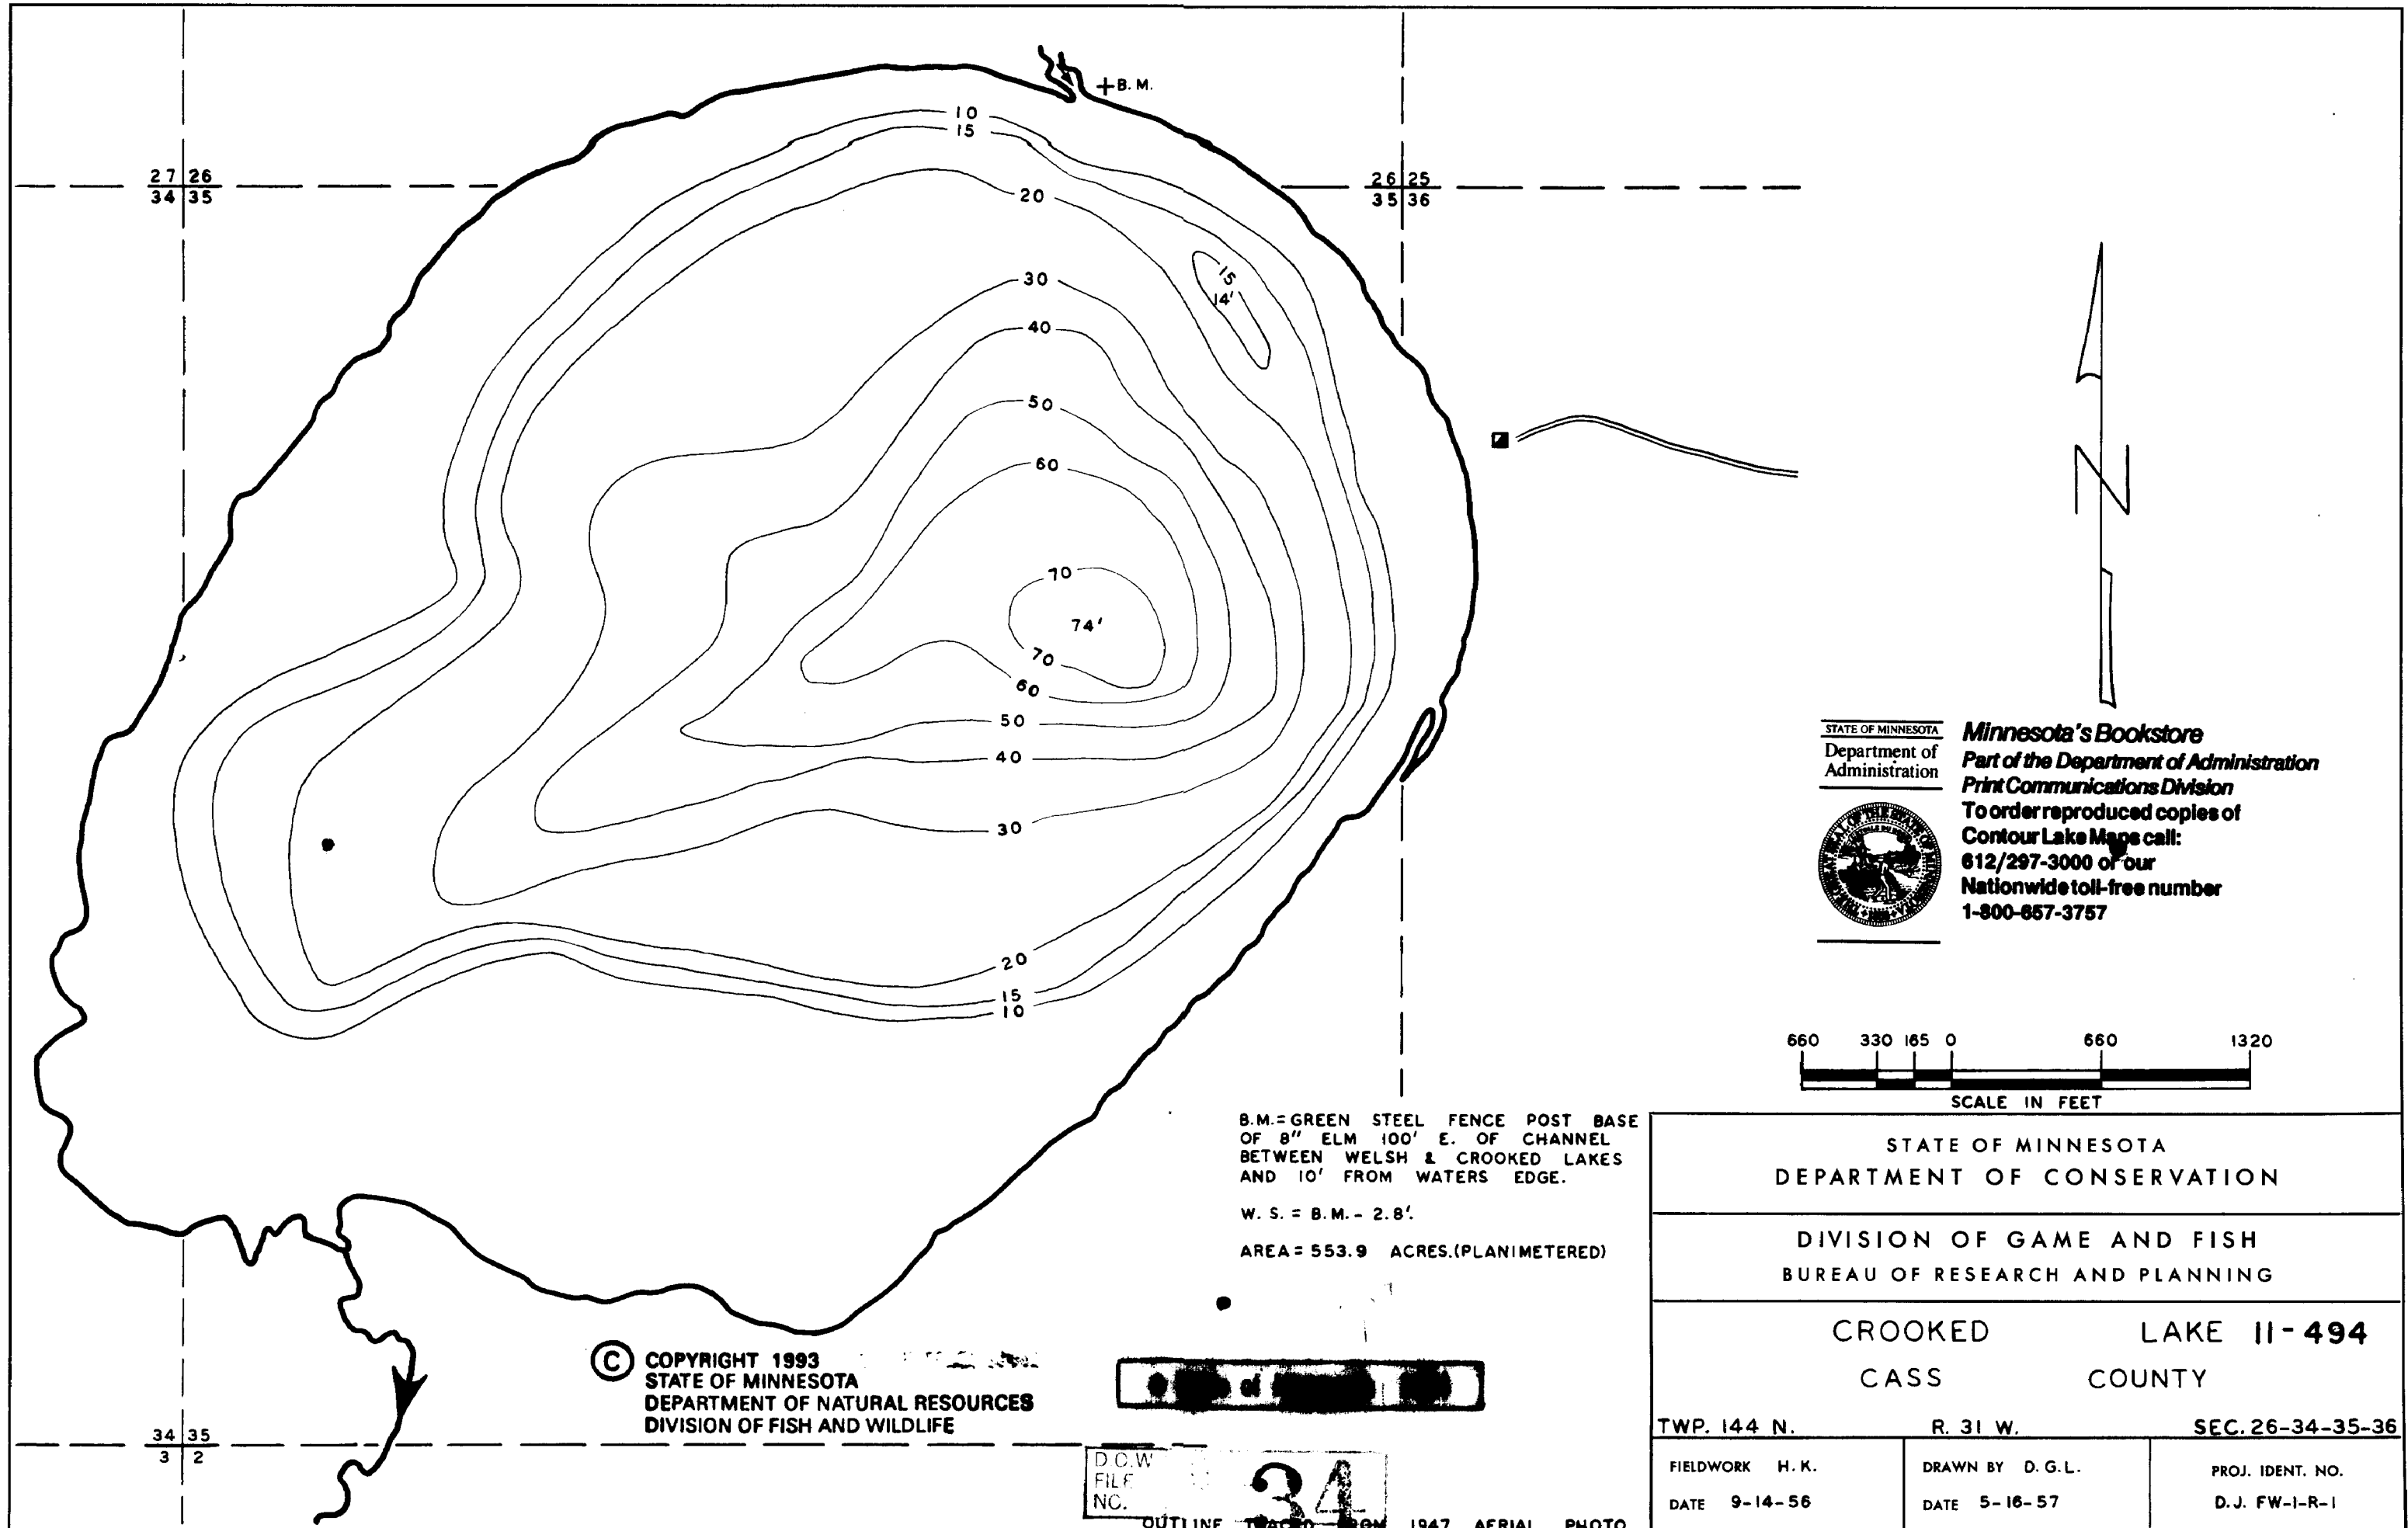 +B.M.
10
15
27 26
34 35
26 25
35 36
20
15
14'
30
40
50
60
70
74'
70
60
50
40
30
20
15
10
N
STATE OF MINNESOTA
Department of
Administration
Minnesota's Bookstore
Part of the Department of Administration
Print Communications Division
To order reproduced copies of
Contour Lake Maps call:
612/297-3000 or our
Nationwide toll-free number
1-800-657-3757
660 330 165 0 660 1320
SCALE IN FEET
B.M.=GREEN STEEL FENCE POST BASE
OF 8" ELM 100' E. OF CHANNEL
BETWEEN WELSH & CROOKED LAKES
AND 10' FROM WATERS EDGE.
W. S. = B.M. - 2.8'.
AREA = 553.9 ACRES.(PLANIMETERED)
STATE OF MINNESOTA
DEPARTMENT OF CONSERVATION
DIVISION OF GAME AND FISH
BUREAU OF RESEARCH AND PLANNING
CROOKED LAKE 11-494
CASS COUNTY
TWP. 144 N. R. 31 W. SEC. 26-34-35-36
FIELDWORK H. K.
DATE 9-14-56
DRAWN BY D. G. L.
DATE 5-16-57
PROJ. IDENT. NO.
D.J. FW-1-R-1
© COPYRIGHT 1993
STATE OF MINNESOTA
DEPARTMENT OF NATURAL RESOURCES
DIVISION OF FISH AND WILDLIFE
of
34 35
3 2
D.O.W
FILE
NO.
34
OUTLINE TRACED FROM 1947 AERIAL PHOTO